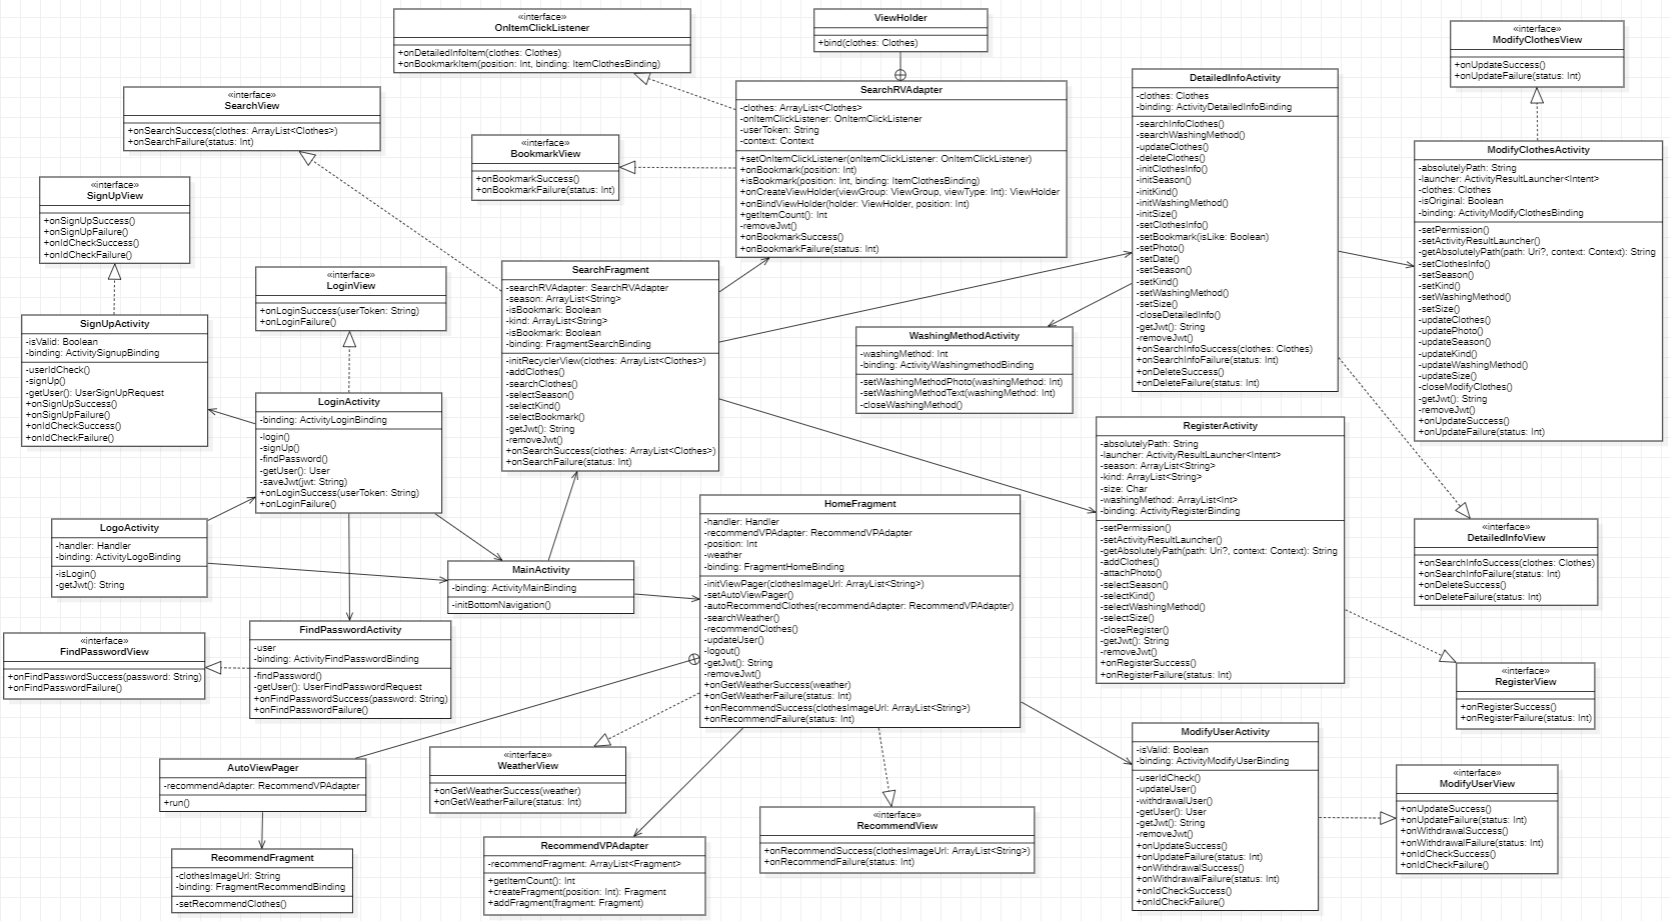 «interface»
OnItemClickListener
+onDetailedInfoItem(clothes: Clothes)
+onBookmarkItem(position: Int, binding: ItemClothesBinding)
ViewHolder
+bind(clothes: Clothes)
«interface»
ModifyClothesView
+onUpdateSuccess()
+onUpdateFailure(status: Int)
«interface»
SearchView
+onSearchSuccess(clothes: ArrayList<Clothes>)
+onSearchFailure(status: Int)
«interface»
BookmarkView
+onBookmarkSuccess()
+onBookmarkFailure(status: Int)
SearchRVAdapter
-clothes: ArrayList<Clothes>
-onItemClickListener: OnItemClickListener
-userToken: String
-context: Context
+setOnItemClickListener(onItemClickListener: OnItemClickListener)
+onBookmark(position: Int)
+isBookmark(position: Int, binding: ItemClothesBinding)
+onCreateViewHolder(viewGroup: ViewGroup, viewType: Int): ViewHolder
+onBindViewHolder(holder: ViewHolder, position: Int)
+getItemCount(): Int
-removeJwt()
+onBookmarkSuccess()
+onBookmarkFailure(status: Int)
DetailedInfoActivity
-clothes: Clothes
-binding: ActivityDetailedInfoBinding
-searchInfoClothes()
-searchWashingMethod()
-updateClothes()
-deleteClothes()
-initClothesInfo()
-initSeason()
-initKind()
-initWashingMethod()
-initSize()
-setClothesInfo()
-setBookmark(isLike: Boolean)
-setPhoto()
-setDate()
-setSeason()
-setKind()
-setWashingMethod()
-setSize()
-closeDetailedInfo()
-getJwt(): String
-removeJwt()
+onSearchInfoSuccess(clothes: Clothes)
+onSearchInfoFailure(status: Int)
+onDeleteSuccess()
+onDeleteFailure(status: Int)
ModifyClothesActivity
-absolutelyPath: String
-launcher: ActivityResultLauncher<Intent>
-clothes: Clothes
-isOriginal: Boolean
-binding: ActivityModifyClothesBinding
-setPermission()
-setActivityResultLauncher()
-getAbsolutelyPath(path: Uri?, context: Context): String
-setClothesInfo()
-setSeason()
-setKind()
-setWashingMethod()
-setSize()
-updateClothes()
-updatePhoto()
-updateSeason()
-updateKind()
-updateWashingMethod()
-updateSize()
-closeModifyClothes()
-getJwt(): String
-removeJwt()
+onUpdateSuccess()
+onUpdateFailure(status: Int)
«interface»
SignUpView
+onSignUpSuccess()
+onSignUpFailure()
+onIdCheckSuccess()
+onIdCheckFailure()
«interface»
LoginView
+onLoginSuccess(userToken: String)
+onLoginFailure()
SearchFragment
-searchRVAdapter: SearchRVAdapter
-season: ArrayList<String>
-isBookmark: Boolean
-kind: ArrayList<String>
-isBookmark: Boolean
-binding: FragmentSearchBinding
-initRecyclerView(clothes: ArrayList<Clothes>)
-addClothes()
-searchClothes()
-selectSeason()
-selectKind()
-selectBookmark()
-getJwt(): String
-removeJwt()
+onSearchSuccess(clothes: ArrayList<Clothes>)
+onSearchFailure(status: Int)
SignUpActivity
-isValid: Boolean
-binding: ActivitySignupBinding
-userIdCheck()
-signUp()
-getUser(): UserSignUpRequest
+onSignUpSuccess()
+onSignUpFailure()
+onIdCheckSuccess()
+onIdCheckFailure()
WashingMethodActivity
-washingMethod: Int
-binding: ActivityWashingmethodBinding
-setWashingMethodPhoto(washingMethod: Int)
-setWashingMethodText(washingMethod: Int)
-closeWashingMethod()
LoginActivity
-binding: ActivityLoginBinding
-login()
-signUp()
-findPassword()
-getUser(): User
-saveJwt(jwt: String)
+onLoginSuccess(userToken: String)
+onLoginFailure()
RegisterActivity
-absolutelyPath: String
-launcher: ActivityResultLauncher<Intent>
-season: ArrayList<String>
-kind: ArrayList<String>
-size: Char
-washingMethod: ArrayList<Int>
-binding: ActivityRegisterBinding
-setPermission()
-setActivityResultLauncher()
-getAbsolutelyPath(path: Uri?, context: Context): String
-addClothes()
-attachPhoto()
-selectSeason()
-selectKind()
-selectWashingMethod()
-selectSize()
-closeRegister()
-getJwt(): String
-removeJwt()
+onRegisterSuccess()
+onRegisterFailure(status: Int)
LogoActivity
-handler: Handler
-binding: ActivityLogoBinding
-isLogin()
-getJwt(): String
MainActivity
-binding: ActivityMainBinding
-initBottomNavigation()
HomeFragment
-handler: Handler
-recommendVPAdapter: RecommendVPAdapter
-position: Int
-weather
-binding: FragmentHomeBinding
-initViewPager(clothesImageUrl: ArrayList<String>)
-setAutoViewPager()
-autoRecommendClothes(recommendAdapter: RecommendVPAdapter)
-searchWeather()
-recommendClothes()
-updateUser()
-logout()
-getJwt(): String
-removeJwt()
+onGetWeatherSuccess(weather)
+onGetWeatherFailure(status: Int)
+onRecommendSuccess(clothesImageUrl: ArrayList<String>)
+onRecommendFailure(status: Int)
«interface»
DetailedInfoView
+onSearchInfoSuccess(clothes: Clothes)
+onSearchInfoFailure(status: Int)
+onDeleteSuccess()
+onDeleteFailure(status: Int)
«interface»
FindPasswordView
+onFindPasswordSuccess(password: String)
+onFindPasswordFailure()
FindPasswordActivity
-user
-binding: ActivityFindPasswordBinding
-findPassword()
-getUser(): UserFindPasswordRequest
+onFindPasswordSuccess(password: String)
+onFindPasswordFailure()
«interface»
RegisterView
+onRegisterSuccess()
+onRegisterFailure(status: Int)
AutoViewPager
-recommendAdapter: RecommendVPAdapter
+run()
«interface»
WeatherView
+onGetWeatherSuccess(weather)
+onGetWeatherFailure(status: Int)
ModifyUserActivity
-isValid: Boolean
-binding: ActivityModifyUserBinding
-userIdCheck()
-updateUser()
-withdrawalUser()
-getUser(): User
-getJwt(): String
-removeJwt()
+onUpdateSuccess()
+onUpdateFailure(status: Int)
+onWithdrawalSuccess()
+onWithdrawalFailure(status: Int)
+onIdCheckSuccess()
+onIdCheckFailure()
«interface»
ModifyUserView
+onUpdateSuccess()
+onUpdateFailure(status: Int)
+onWithdrawalSuccess()
+onWithdrawalFailure(status: Int)
+onIdCheckSuccess()
+onIdCheckFailure()
RecommendFragment
-clothesImageUrl: String
-binding: FragmentRecommendBinding
-setRecommendClothes()
RecommendVPAdapter
-recommendFragment: ArrayList<Fragment>
+getItemCount(): Int
+createFragment(position: Int): Fragment
+addFragment(fragment: Fragment)
«interface»
RecommendView
+onRecommendSuccess(clothesImageUrl: ArrayList<String>)
+onRecommendFailure(status: Int)